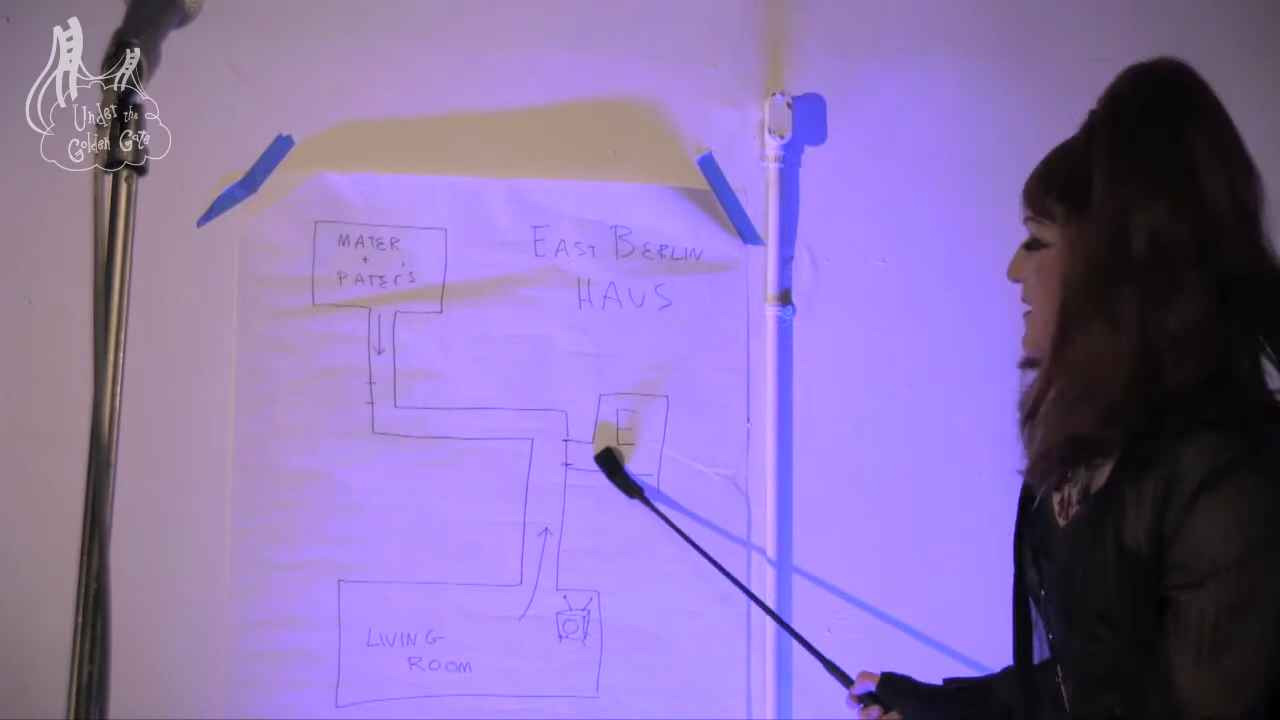 Under the
Golden Gate
MATER
+
PATER'S
EAST BERLIN
HAUS
LIVING
ROOM